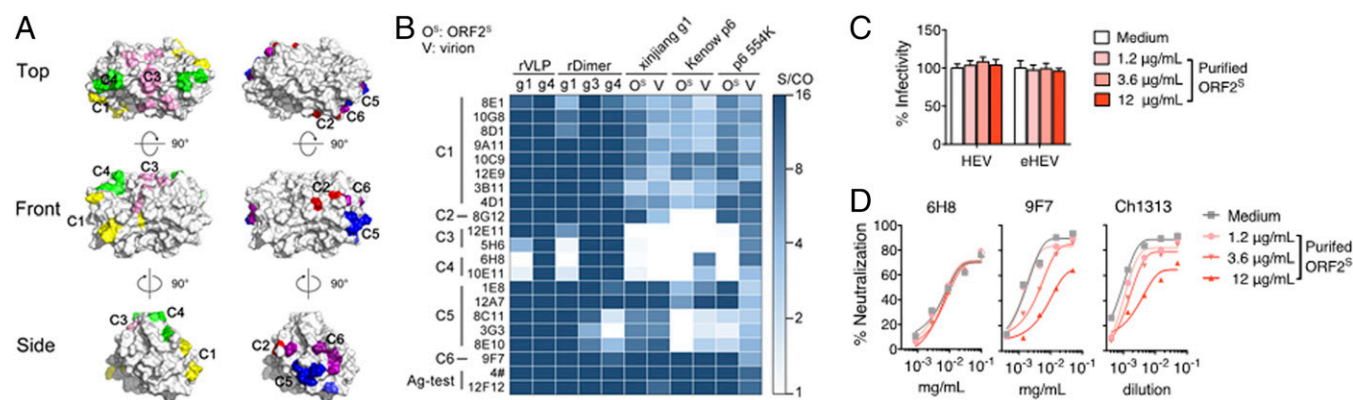 A
Top
C4
C3
C1
C5
C6
C2
90°
90°
Front
C4
C3
C1
C2
C6
C5
90°
90°
Side
C3
C4
C1
C2
C6
C5
B
Oˢ: ORF2ˢ
V: virion
rVLP
rDimer
xinjiang g1
Kenow p6
p6 554K
g1 g4 g1 g3 g4 Oˢ V Oˢ V Oˢ V
S/CO
C1
8E1
10G8
8D1
9A11
10C9
12E9
3B11
4D1
C2
8G12
C3
12E11
5H6
C4
6H8
10E11
C5
1E8
12A7
8C11
3G3
8E10
C6
9F7
Ag-test
4#
12F12
16
8
4
2
1
C
% Infectivity
150
100
50
0
HEV eHEV
Medium
1.2 µg/mL
3.6 µg/mL
12 µg/mL
Purified
ORF2ˢ
D
6H8 9F7 Ch1313
% Neutralization
100
80
60
40
20
0
10⁻³ 10⁻² 10⁻¹
10⁻³ 10⁻² 10⁻¹
10⁻³ 10⁻² 10⁻¹
mg/mL mg/mL dilution
Medium
1.2 µg/mL
3.6 µg/mL
12 µg/mL
Purifed
ORF2ˢ